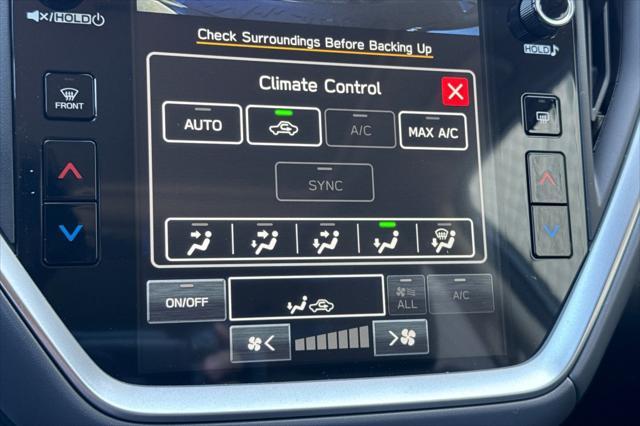 HOLD
Check Surroundings Before Backing Up
HOLD
Climate Control
FRONT
AUTO
A/C
MAX A/C
SYNC
ON/OFF
ALL
A/C